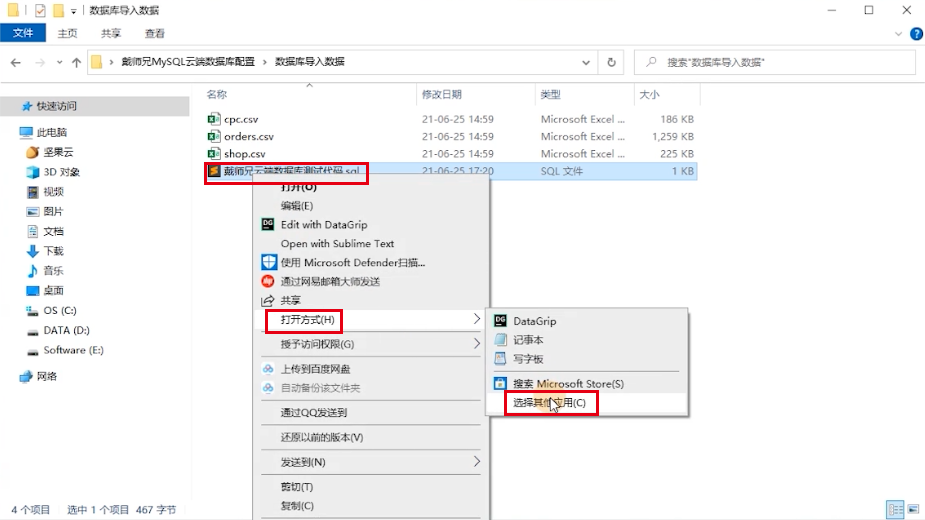 数据库导入数据
文件 主页 共享 查看
戴师兄MySQL云端数据库配置 › 数据库导入数据
搜索"数据库导入数据"
名称 修改日期 类型 大小
快速访问
此电脑
坚果云
3D 对象
视频
图片
文档
下载
音乐
桌面
OS (C:)
DATA (D:)
Software (E:)
网络
cpc.csv 21-06-25 14:59 Microsoft Excel ... 186 KB
orders.csv 21-06-25 14:59 Microsoft Excel ... 1,259 KB
shop.csv 21-06-25 14:59 Microsoft Excel ... 225 KB
戴师兄云端数据库测试代码.sql 21-06-25 17:20 SQL 文件 1 KB
打开(O)
编辑(E)
Edit with DataGrip
Open with Sublime Text
使用 Microsoft Defender扫描...
通过网易邮箱大师发送
共享
打开方式(H)
授予访问权限(G)
上传到百度网盘
自动备份该文件夹
通过QQ发送到
还原以前的版本(V)
发送到(N)
剪切(T)
复制(C)
DataGrip
记事本
写字板
搜索 Microsoft Store(S)
选择其他应用(C)
4 个项目 选中 1 个项目 467 字节